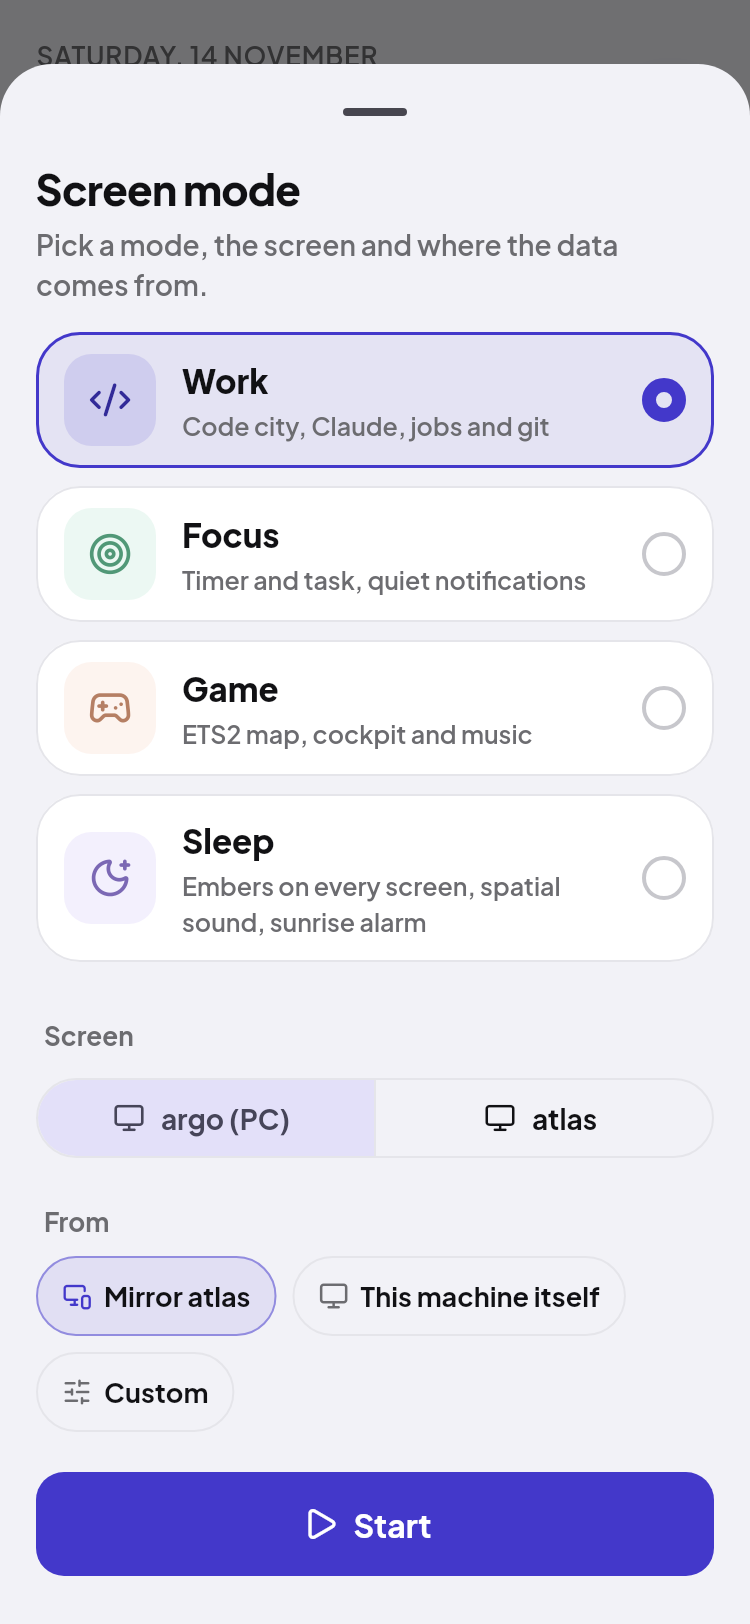 SATURDAY, 14 NOVEMBER
Screen mode
Pick a mode, the screen and where the data
comes from.
Work
Code city, Claude, jobs and git
Focus
Timer and task, quiet notifications
Game
ETS2 map, cockpit and music
Sleep
Embers on every screen, spatial
sound, sunrise alarm
Screen
argo (PC)
atlas
From
Mirror atlas
This machine itself
Custom
Start